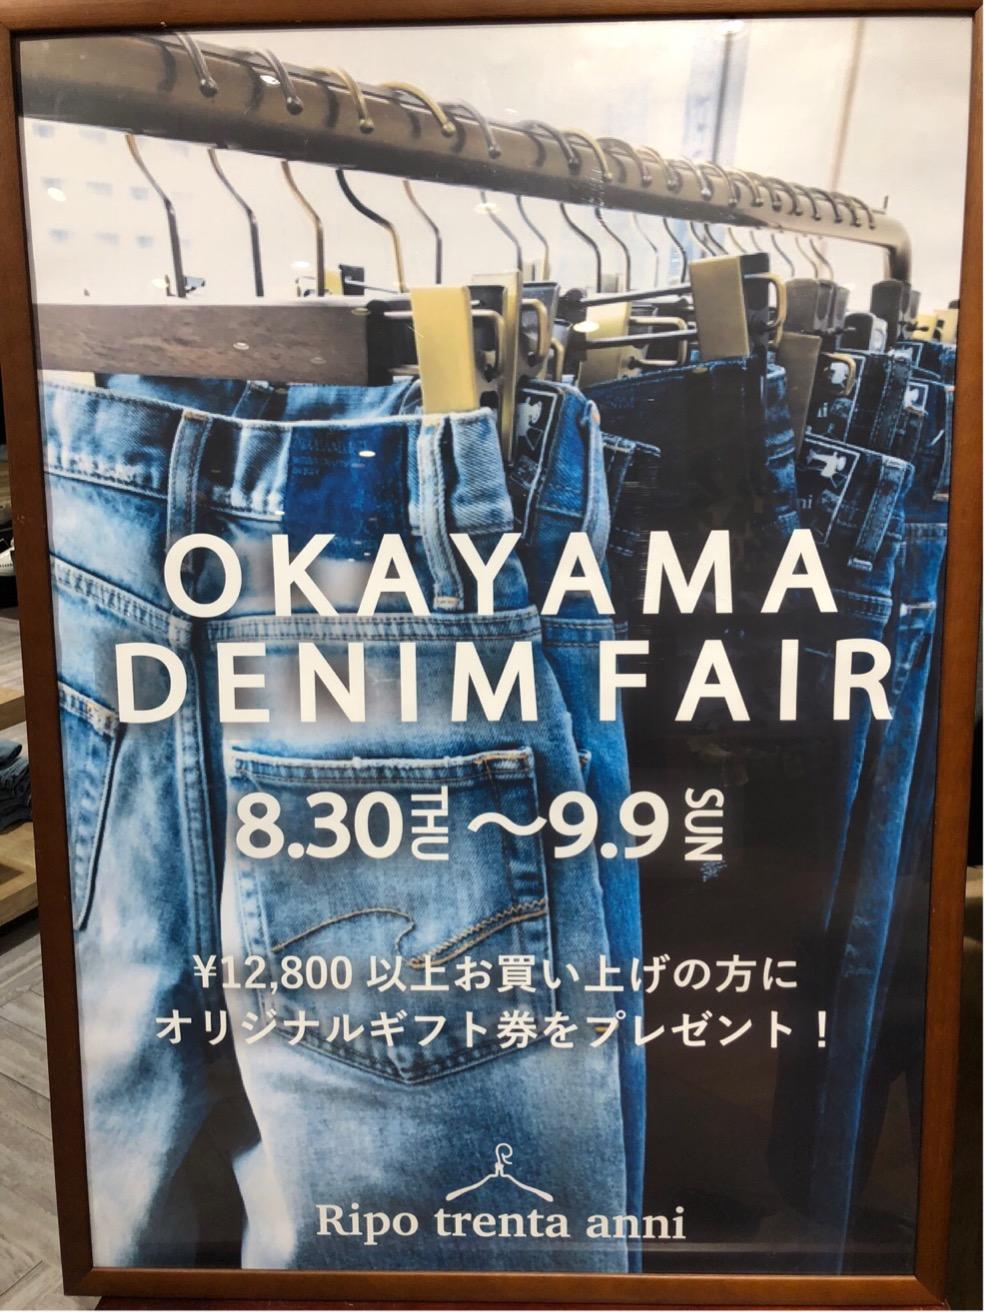 OKAYAMA
DENIM FAIR
8.30 THU ～9.9 SUN
¥12,800 以上お買い上げの方に
オリジナルギフト券をプレゼント！
Ripo trenta anni